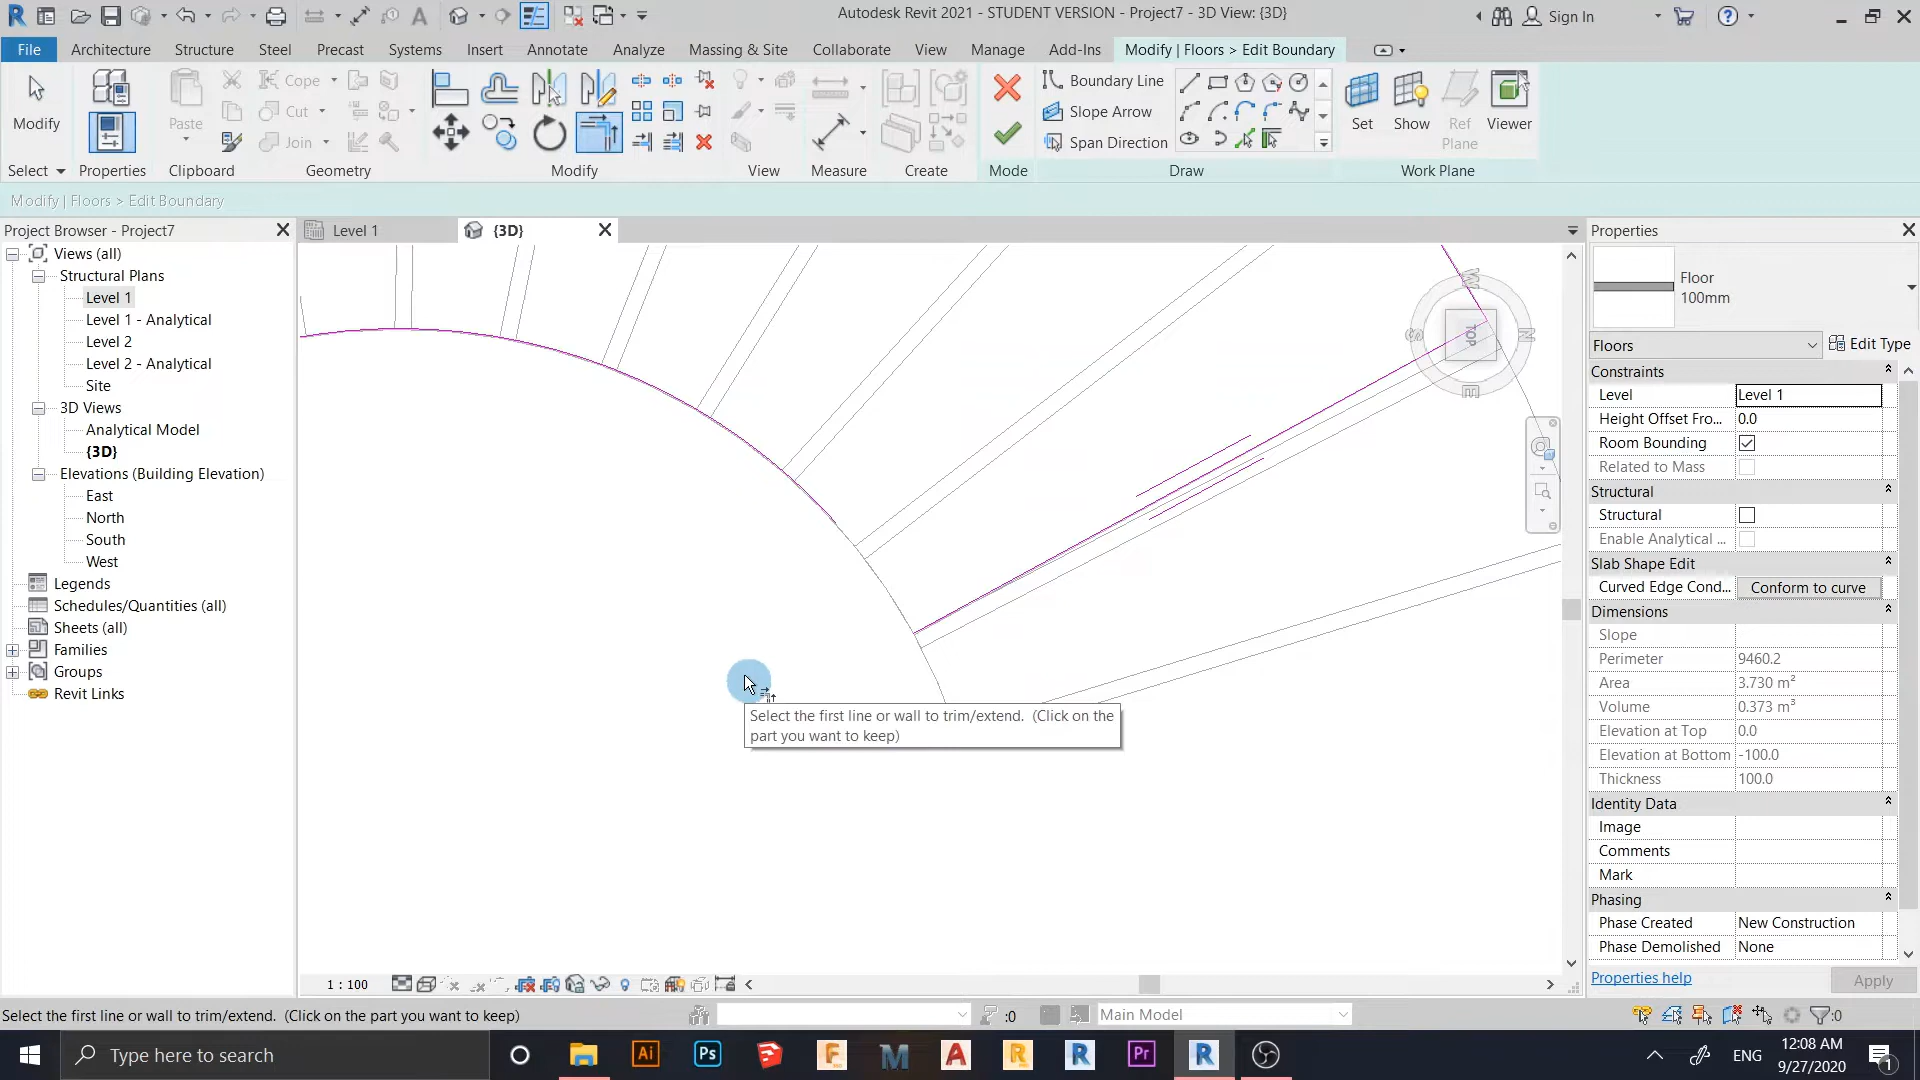 Autodesk Revit 2021 - STUDENT VERSION - Project7 - 3D View: {3D}
Sign In
File
Architecture
Structure
Steel
Precast
Systems
Insert
Annotate
Analyze
Massing & Site
Collaborate
View
Manage
Add-Ins
Modify | Floors > Edit Boundary
Modify
Paste
Cope
Cut
Join
Boundary Line
Slope Arrow
Span Direction
Set
Show
Ref
Plane
Viewer
Select
Properties
Clipboard
Geometry
Modify
View
Measure
Create
Mode
Draw
Work Plane
Modify | Floors > Edit Boundary
Project Browser - Project7
Views (all)
Structural Plans
Level 1
Level 1 - Analytical
Level 2
Level 2 - Analytical
Site
3D Views
Analytical Model
{3D}
Elevations (Building Elevation)
East
North
South
West
Legends
Schedules/Quantities (all)
Sheets (all)
Families
Groups
Revit Links
Level 1
{3D}
TOP
W
N
S
E
Select the first line or wall to trim/extend.  (Click on the
part you want to keep)
Properties
Floor
100mm
Floors
Edit Type
Constraints
Level
Level 1
Height Offset Fro...
0.0
Room Bounding
Related to Mass
Structural
Structural
Enable Analytical ...
Slab Shape Edit
Curved Edge Cond...
Conform to curve
Dimensions
Slope
Perimeter
9460.2
Area
3.730 m²
Volume
0.373 m³
Elevation at Top
0.0
Elevation at Bottom
-100.0
Thickness
100.0
Identity Data
Image
Comments
Mark
Phasing
Phase Created
New Construction
Phase Demolished
None
Properties help
Apply
1 : 100
Select the first line or wall to trim/extend.  (Click on the part you want to keep)
:0
Main Model
:0
Type here to search
Ai
Ps
F
M
A
R
R
Pr
R
ENG
12:08 AM
9/27/2020
1